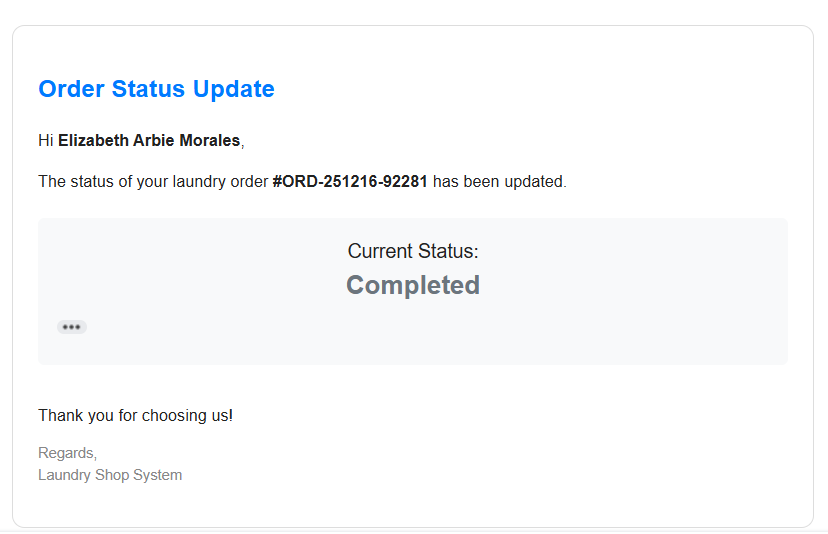 Order Status Update
Hi Elizabeth Arbie Morales,
The status of your laundry order #ORD-251216-92281 has been updated.
Current Status:
Completed
Thank you for choosing us!
Regards,
Laundry Shop System